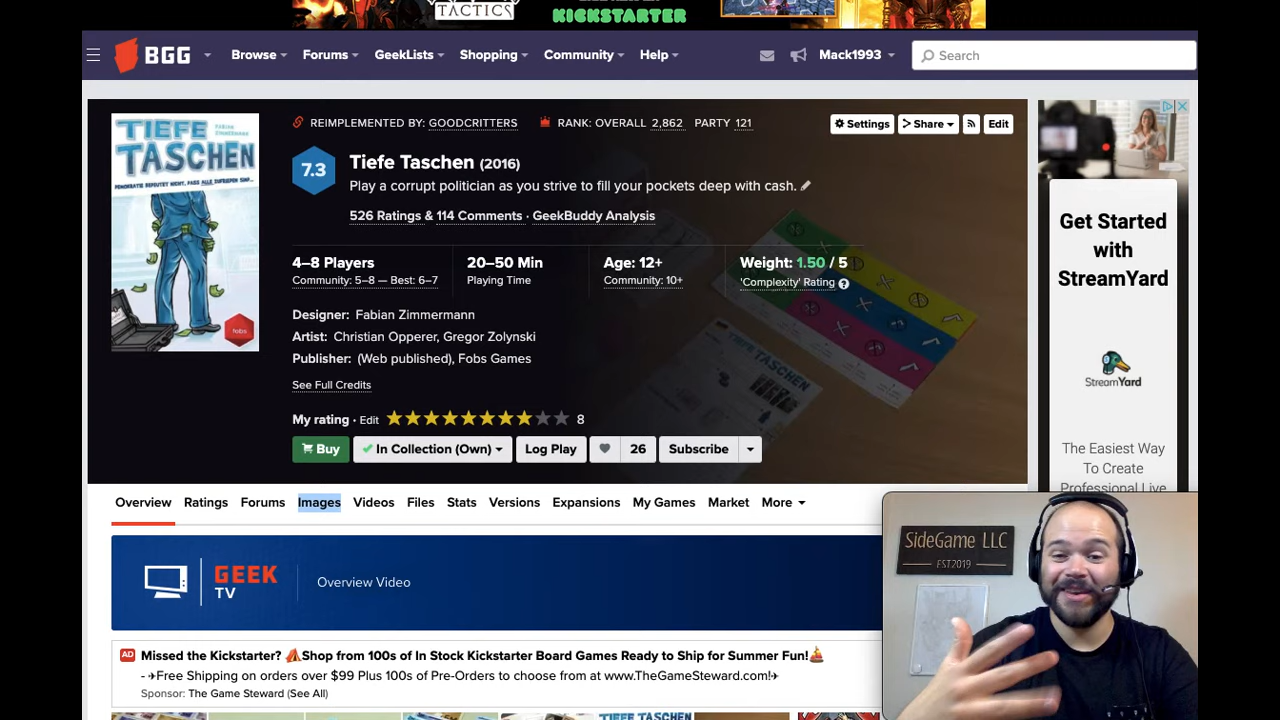 TACTICS
KICKSTARTER
BGG
Browse
Forums
GeekLists
Shopping
Community
Help
Mack1993
Search
TIEFE
TASCHEN
FABIAN
ZIMMERMANN
fobs
REIMPLEMENTED BY: GOODCRITTERS
RANK: OVERALL 2,862 PARTY 121
Settings
Share
Edit
7.3
Tiefe Taschen (2016)
Play a corrupt politician as you strive to fill your pockets deep with cash.
526 Ratings & 114 Comments · GeekBuddy Analysis
4–8 Players
Community: 5–8 — Best: 6–7
20–50 Min
Playing Time
Age: 12+
Community: 10+
Weight: 1.50 / 5
'Complexity' Rating
Designer: Fabian Zimmermann
Artist: Christian Opperer, Gregor Zolynski
Publisher: (Web published), Fobs Games
See Full Credits
My rating · Edit
8
Buy
In Collection (Own)
Log Play
26
Subscribe
TIEFE TASCHEN
Get Started
with
StreamYard
StreamYard
The Easiest Way
To Create
Professional Live
Overview
Ratings
Forums
Images
Videos
Files
Stats
Versions
Expansions
My Games
Market
More
GEEK
TV
Overview Video
AD
Missed the Kickstarter? Shop from 100s of In Stock Kickstarter Board Games Ready to Ship for Summer Fun!
- Free Shipping on orders over $99 Plus 100s of Pre-Orders to choose from at www.TheGameSteward.com!
Sponsor: The Game Steward (See All)
TIEFE
TASCHEN
SideGame LLC
EST.2019